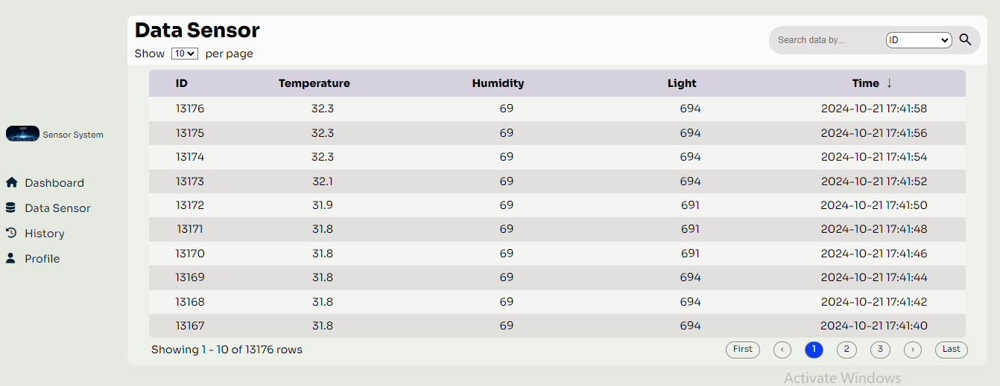 Data Sensor
Show 10 per page
Search data by... ID
ID Temperature Humidity Light Time ↓
13176 32.3 69 694 2024-10-21 17:41:58
13175 32.3 69 694 2024-10-21 17:41:56
13174 32.3 69 694 2024-10-21 17:41:54
13173 32.1 69 694 2024-10-21 17:41:52
13172 31.9 69 691 2024-10-21 17:41:50
13171 31.8 69 691 2024-10-21 17:41:48
13170 31.8 69 691 2024-10-21 17:41:46
13169 31.8 69 694 2024-10-21 17:41:44
13168 31.8 69 694 2024-10-21 17:41:42
13167 31.8 69 694 2024-10-21 17:41:40
Showing 1 - 10 of 13176 rows
First ‹ 1 2 3 › Last
Sensor System
Dashboard
Data Sensor
History
Profile
Activate Windows